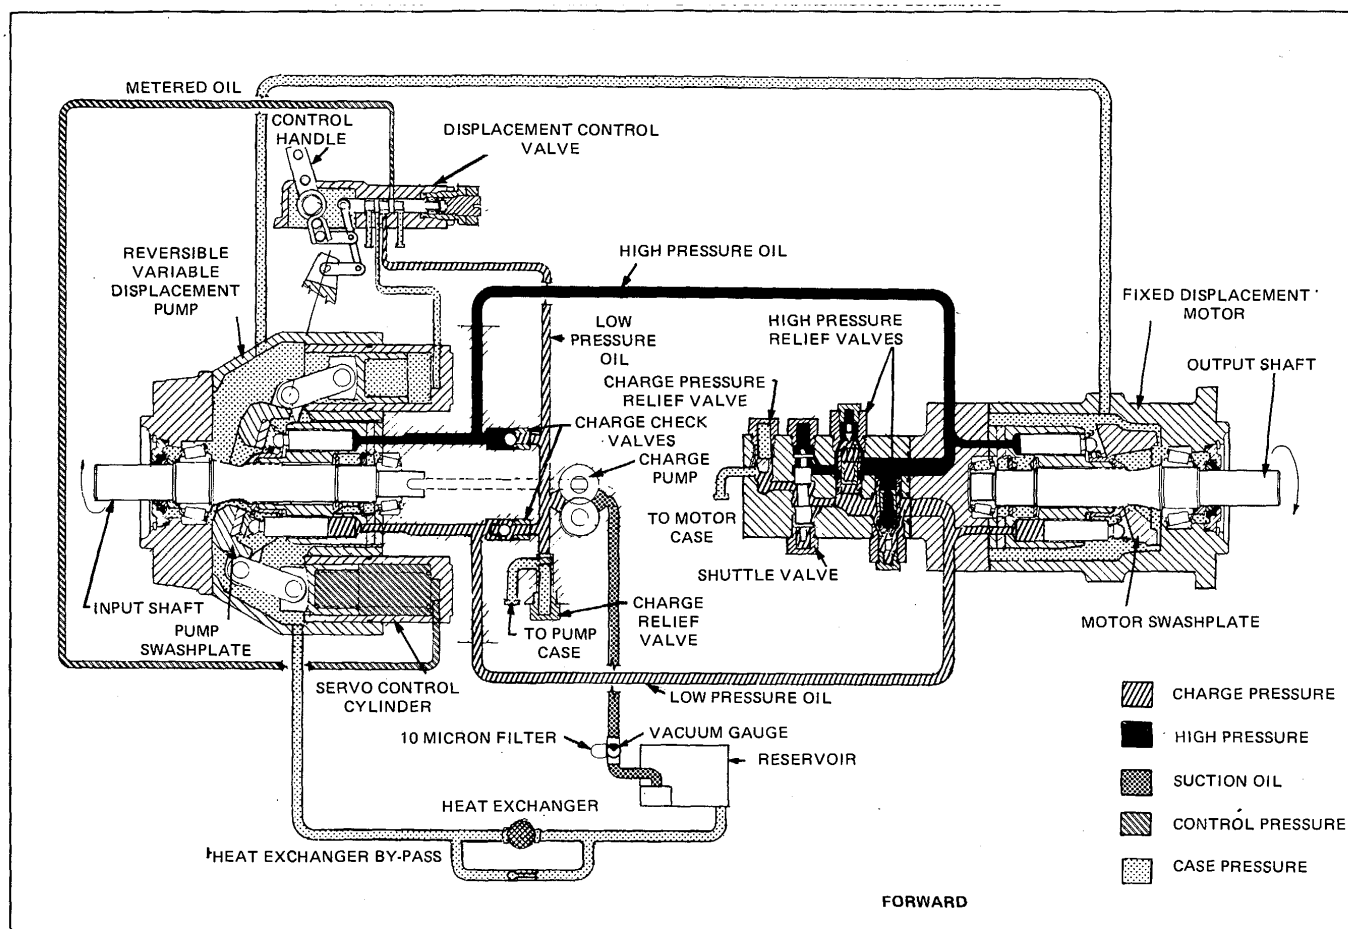 METERED OIL
CONTROL
HANDLE
DISPLACEMENT CONTROL
VALVE
REVERSIBLE
VARIABLE
DISPLACEMENT
PUMP
HIGH PRESSURE OIL
LOW
PRESSURE
OIL
HIGH PRESSURE
RELIEF VALVES
FIXED DISPLACEMENT
MOTOR
OUTPUT SHAFT
CHARGE PRESSURE
RELIEF VALVE
CHARGE CHECK
VALVES
CHARGE
PUMP
TO MOTOR
CASE
SHUTTLE VALVE
INPUT SHAFT
PUMP
SWASHPLATE
TO PUMP
CASE
CHARGE
RELIEF
VALVE
MOTOR SWASHPLATE
SERVO CONTROL
CYLINDER
LOW PRESSURE OIL
10 MICRON FILTER
VACUUM GAUGE
RESERVOIR
HEAT EXCHANGER
HEAT EXCHANGER BY-PASS
CHARGE PRESSURE
HIGH PRESSURE
SUCTION OIL
CONTROL PRESSURE
CASE PRESSURE
FORWARD